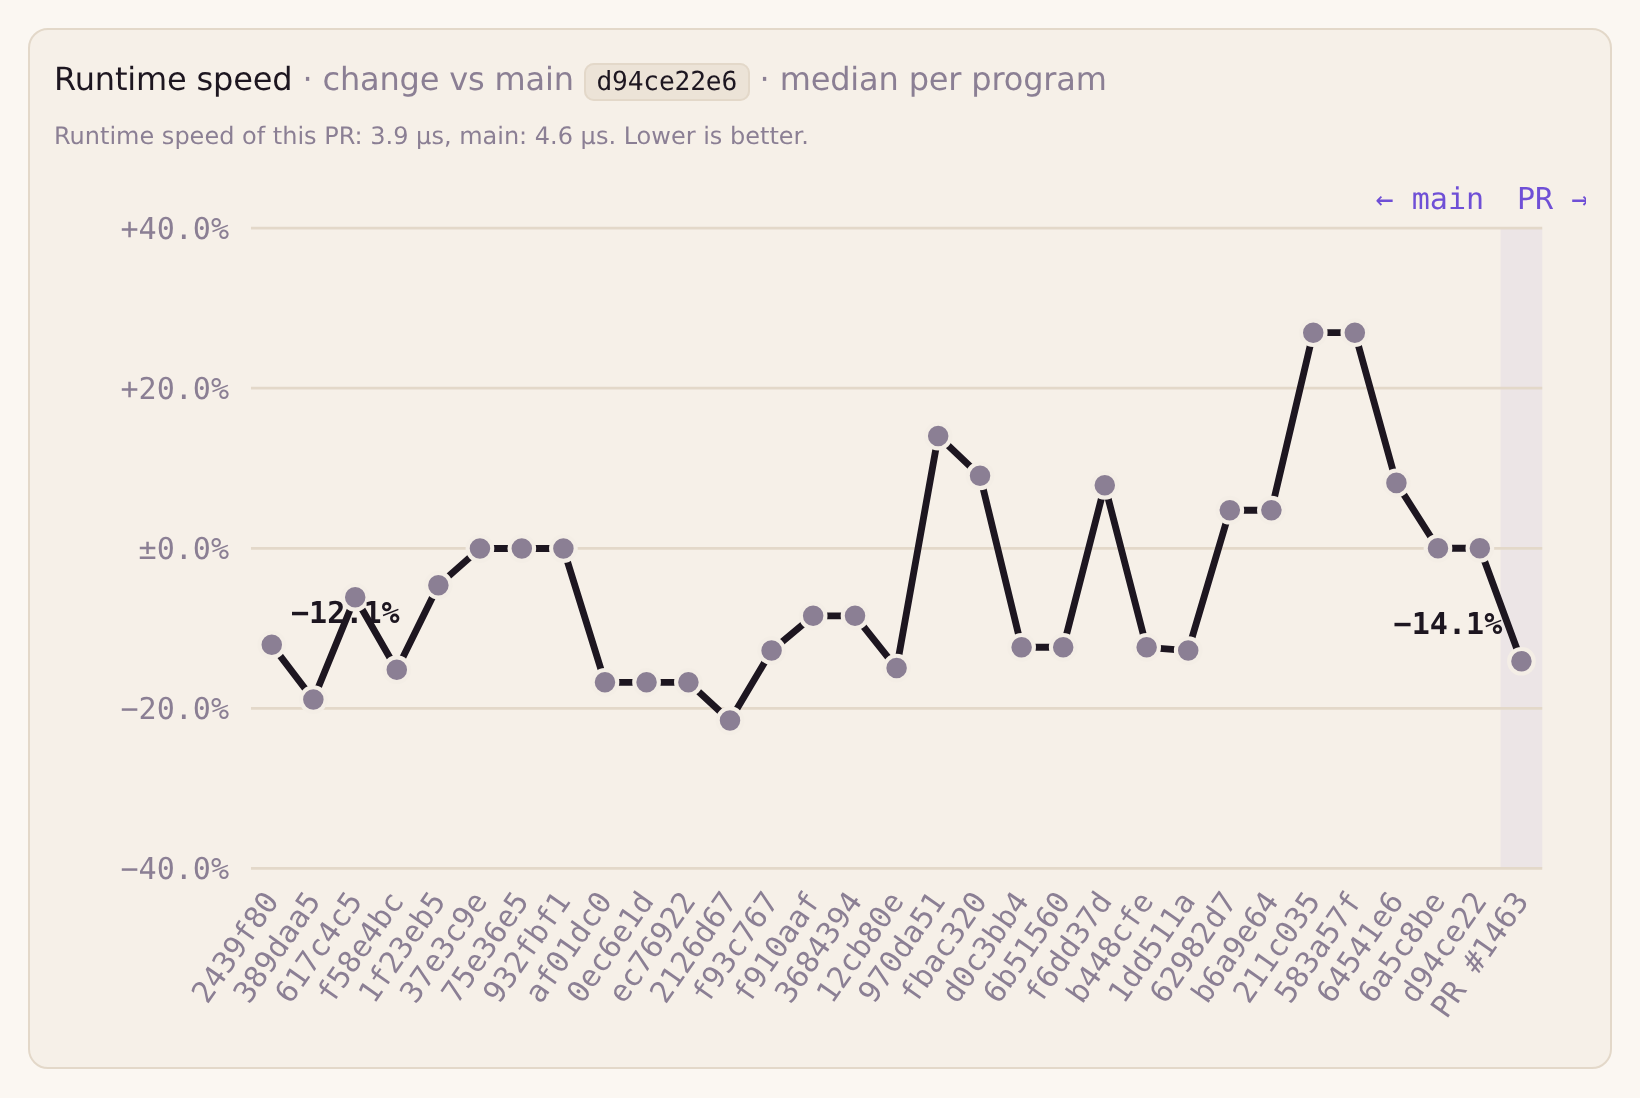 Runtime speed · change vs main d94ce22e6 · median per program
Runtime speed of this PR: 3.9 µs, main: 4.6 µs. Lower is better.
← main PR →
+40.0%
+20.0%
±0.0%
−20.0%
−40.0%
−12.1%
−14.1%
2439f80
389daa5
617c4c5
f58e4bc
1f23eb5
37e3c9e
75e36e5
932fbf1
af01dc0
0ec6e1d
ec76922
2126d67
f93c767
f910aaf
3684394
12cb80e
970da51
fbac320
d0c3bb4
6b51560
f6dd37d
b448cfe
1dd511a
62982d7
b6a9e64
211c035
583a57f
64541e6
6a5c8be
d94ce22
PR #1463